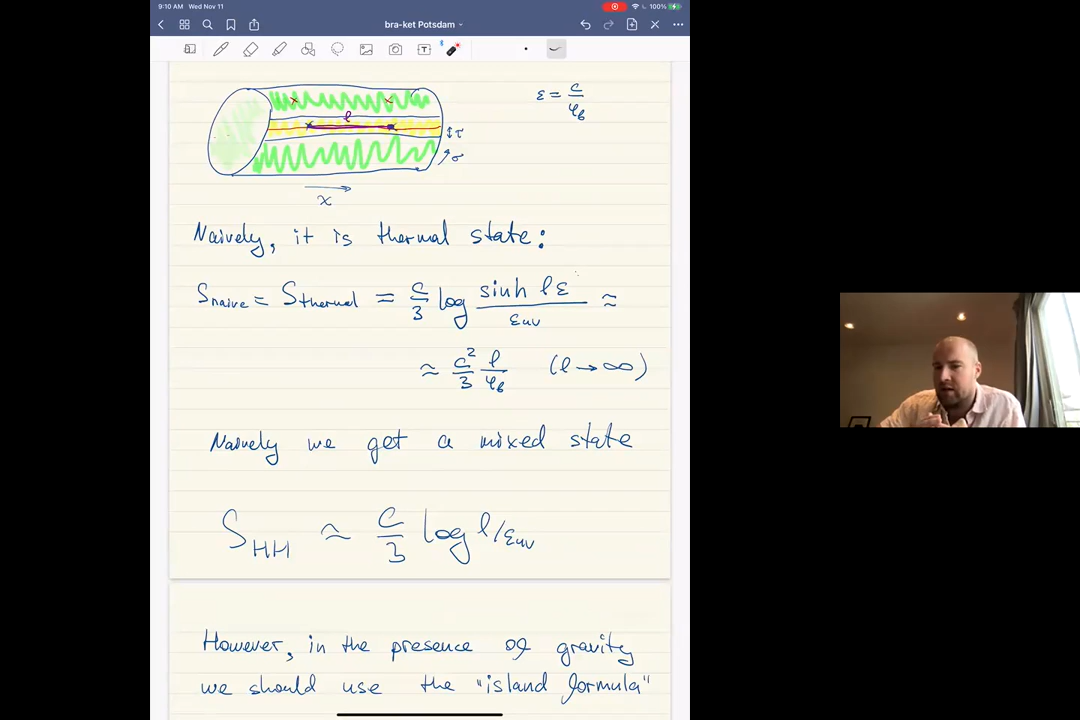 9:10 AM Wed Nov 11
100%
bra-ket Potsdam
T
ε = c/φ_b
l
τ
σ
x
Naively, it is thermal state:
S_naive = S_thermal = c/3 log (sinh lε)/ε_uv ≈
≈ c²/3 l/φ_b (l → ∞)
Naively we get a mixed state
S_HH ≈ c/3 log l/ε_uv
However, in the presence of gravity
we should use the "island formula"